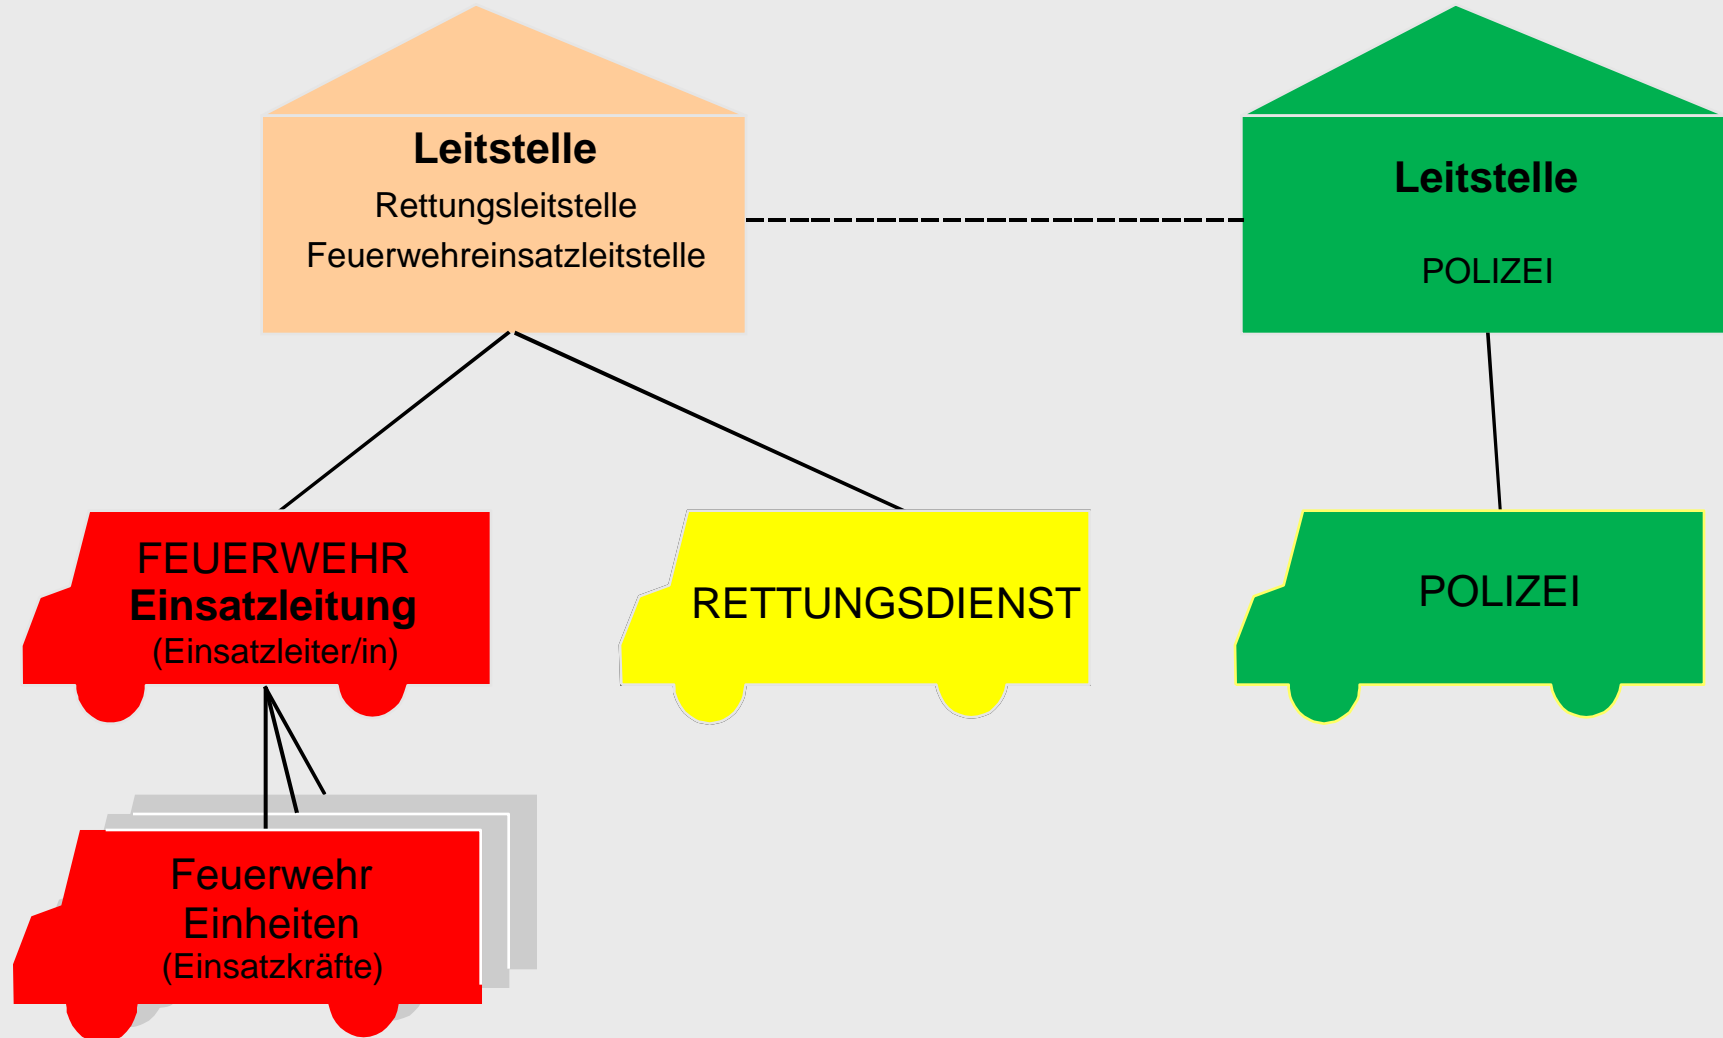 Leitstelle
Rettungsleitstelle
Feuerwehreinsatzleitstelle
Leitstelle
POLIZEI
FEUERWEHR
Einsatzleitung
(Einsatzleiter/in)
RETTUNGSDIENST
POLIZEI
Feuerwehr
Einheiten
(Einsatzkräfte)